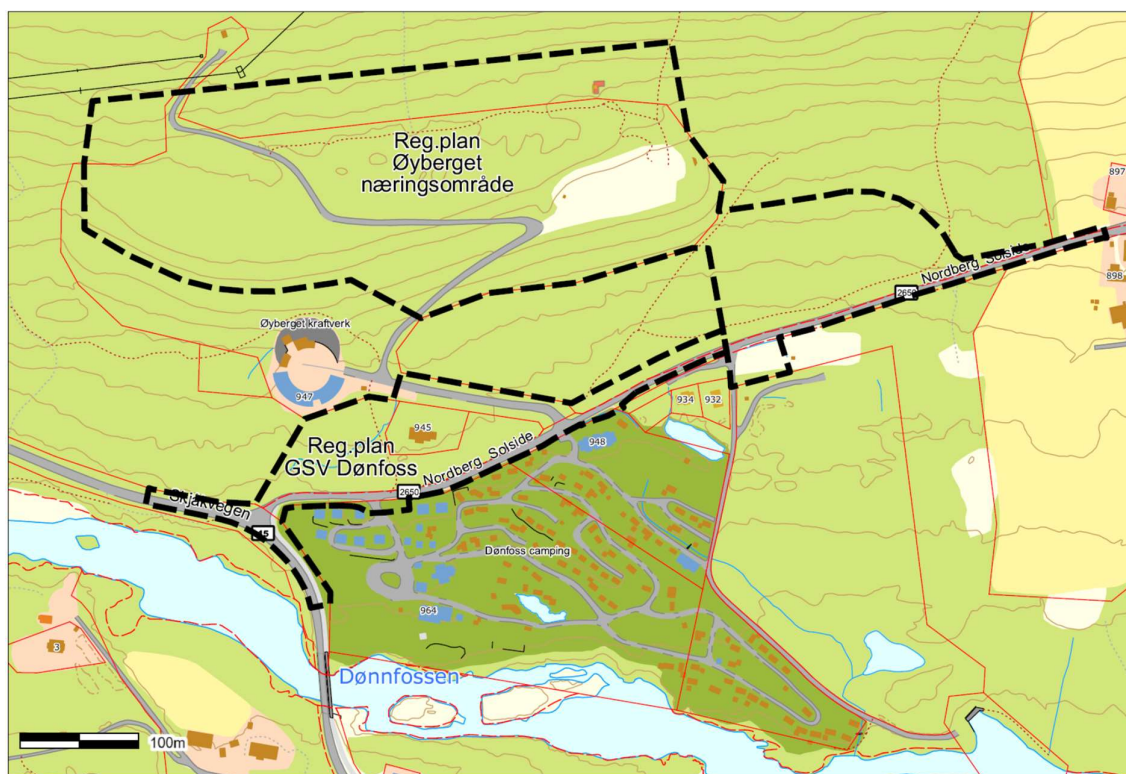 Reg.plan
Øyberget
næringsområde
897
Nordberg Solside
2650
898
Øyberget kraftverk
947
934
932
945
Reg.plan
GSV Dønfoss
Nordberg Solside
948
2650
Skjåkvegen
15
Dønfoss camping
964
3
Dønnfossen
100m